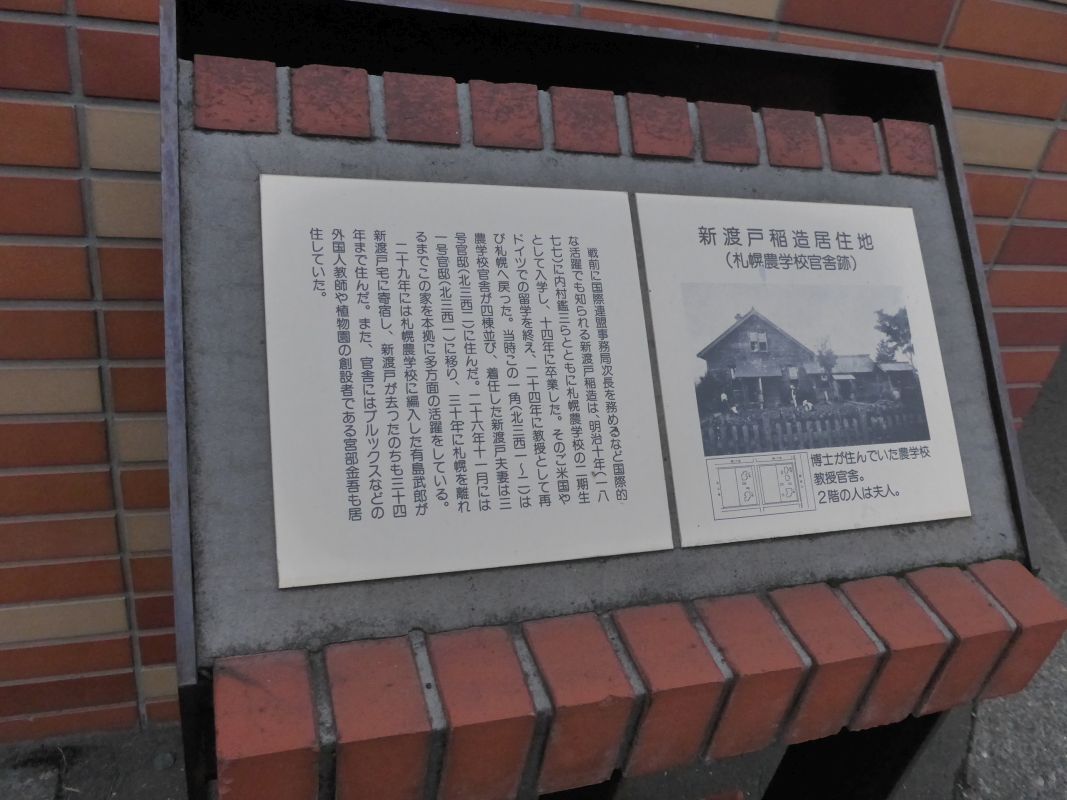 新渡戸稲造居住地
(札幌農学校官舎跡)
博士が住んでいた農学校
教授官舎。
2階の人は夫人。
戦前に国際連盟事務局次長を務めるなど国際的
な活躍でも知られる新渡戸稲造は、明治十年(一八
七七)に内村鑑三らとともに札幌農学校の二期生
として入学し、十四年に卒業した。そのご米国や
ドイツでの留学を終え、二十四年に教授として再
び札幌へ戻った。当時この一角(北三西一〜二)は
農学校官舎が四棟並び、着任した新渡戸夫妻は三
号官邸(北三西二)に住んだ。二十六年十一月には
一号官邸(北三西一)に移り、三十年に札幌を離れ
るまでこの家を本拠に多方面の活躍をしている。
二十九年には札幌農学校に編入した有島武郎が
新渡戸宅に寄宿し、新渡戸が去ったのちも三十四
年まで住んだ。また、官舎にはブルックスなどの
外国人教師や植物園の創設者である宮部金吾も居
住していた。